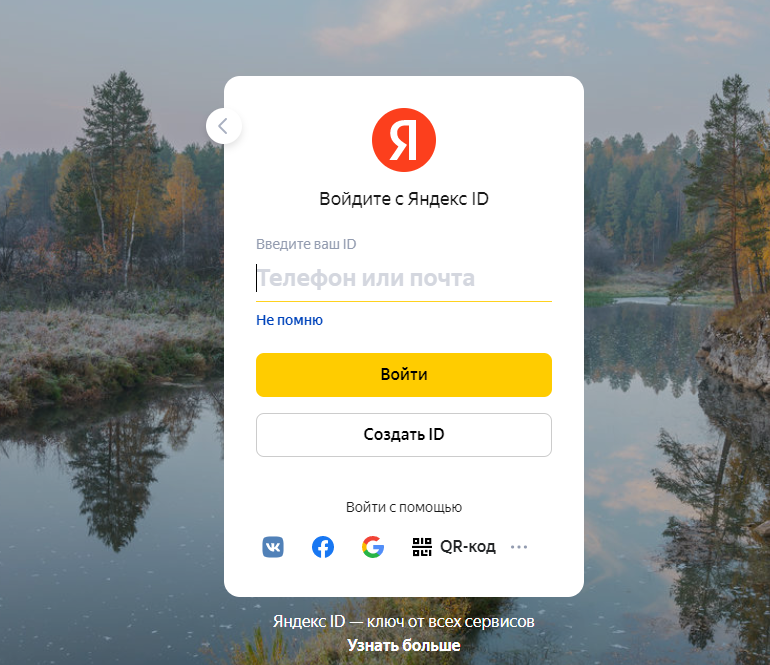 Я
Войдите с Яндекс ID
Введите ваш ID
Телефон или почта
Не помню
Войти
Создать ID
Войти с помощью
QR-код
Яндекс ID — ключ от всех сервисов
Узнать больше